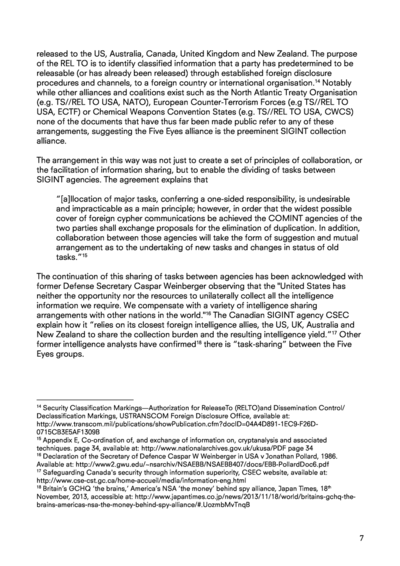 released to the US, Australia, Canada, United Kingdom and New Zealand. The purpose
of the REL TO is to identify classified information that a party has predetermined to be
releasable (or has already been released) through established foreign disclosure
procedures and channels, to a foreign country or international organisation.14 Notably
while other alliances and coalitions exist such as the North Atlantic Treaty Organisation
(e.g. TS//REL TO USA, NATO), European Counter-Terrorism Forces (e.g TS//REL TO
USA, ECTF) or Chemical Weapons Convention States (e.g. TS//REL TO USA, CWCS)
none of the documents that have thus far been made public refer to any of these
arrangements, suggesting the Five Eyes alliance is the preeminent SIGINT collection
alliance.
The arrangement in this way was not just to create a set of principles of collaboration, or
the facilitation of information sharing, but to enable the dividing of tasks between
SIGINT agencies. The agreement explains that
"[a]llocation of major tasks, conferring a one-sided responsibility, is undesirable
and impracticable as a main principle; however, in order that the widest possible
cover of foreign cypher communications be achieved the COMINT agencies of the
two parties shall exchange proposals for the elimination of duplication. In addition,
collaboration between those agencies will take the form of suggestion and mutual
arrangement as to the undertaking of new tasks and changes in status of old
tasks."15
The continuation of this sharing of tasks between agencies has been acknowledged with
former Defense Secretary Caspar Weinberger observing that the "United States has
neither the opportunity nor the resources to unilaterally collect all the intelligence
information we require. We compensate with a variety of intelligence sharing
arrangements with other nations in the world."16 The Canadian SIGINT agency CSEC
explain how it "relies on its closest foreign intelligence allies, the US, UK, Australia and
New Zealand to share the collection burden and the resulting intelligence yield."17 Other
former intelligence analysts have confirmed18 there is "task-sharing" between the Five
Eyes groups.
14 Security Classification Markings—Authorization for ReleaseTo (RELTO)and Dissemination Control/
Declassification Markings, USTRANSCOM Foreign Disclosure Office, available at:
http://www.transcom.mil/publications/showPublication.cfm?docID=04A4D891-1EC9-F26D-
0715CB3E5AF1309B
15 Appendix E, Co-ordination of, and exchange of information on, cryptanalysis and associated
techniques. page 34, available at: http://www.nationalarchives.gov.uk/ukusa/PDF page 34
16 Declaration of the Secretary of Defence Caspar W Weinberger in USA v Jonathan Pollard, 1986.
Available at: http://www2.gwu.edu/~nsarchiv/NSAEBB/NSAEBB407/docs/EBB-PollardDoc6.pdf
17 Safeguarding Canada's security through information superiority, CSEC website, available at:
http://www.cse-cst.gc.ca/home-accueil/media/information-eng.html
18 Britain's GCHQ 'the brains,' America's NSA 'the money' behind spy alliance, Japan Times, 18th
November, 2013, accessible at: http://www.japantimes.co.jp/news/2013/11/18/world/britains-gchq-the-
brains-americas-nsa-the-money-behind-spy-alliance/#.UozmbMvTnqB
7